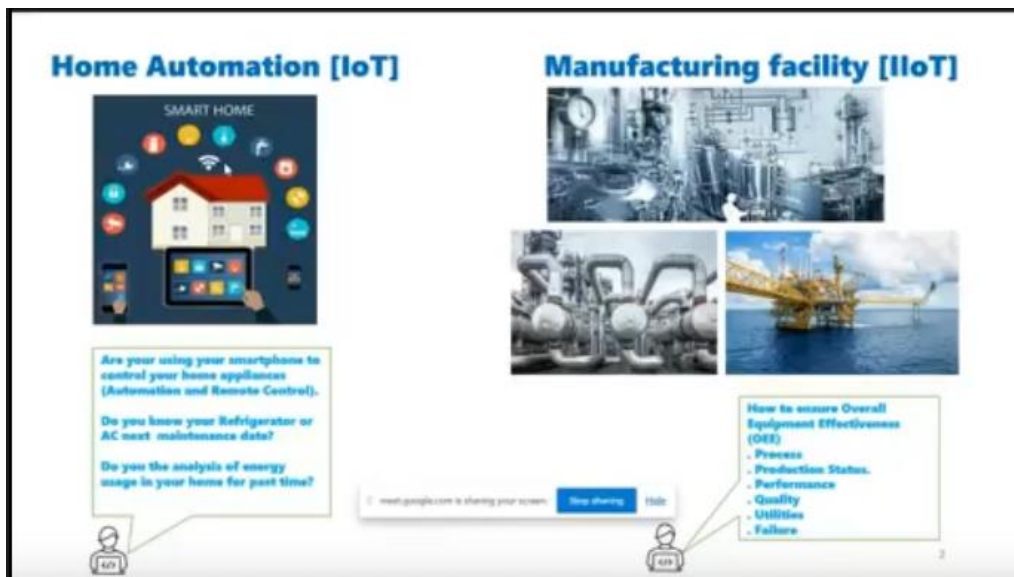 Home Automation [IoT]
SMART HOME
Are your using your smartphone to
control your home appliances
(Automation and Remote Control).
Do you know your Refrigerator or
AC next maintenance date?
Do you the analysis of energy
usage in your home for past time?
Manufacturing facility [IIoT]
How to ensure Overall
Equipment Effectiveness
(OEE)
. Process
. Production Status.
. Performance
. Quality
. Utilities
. Failure
meet.google.com is sharing your screen
Stop sharing
Hide
2